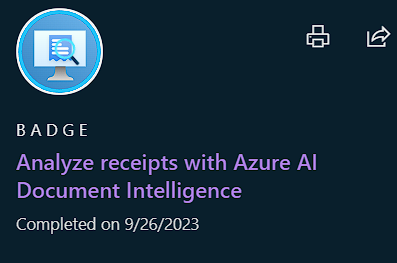 BADGE
Analyze receipts with Azure AI
Document Intelligence
Completed on 9/26/2023